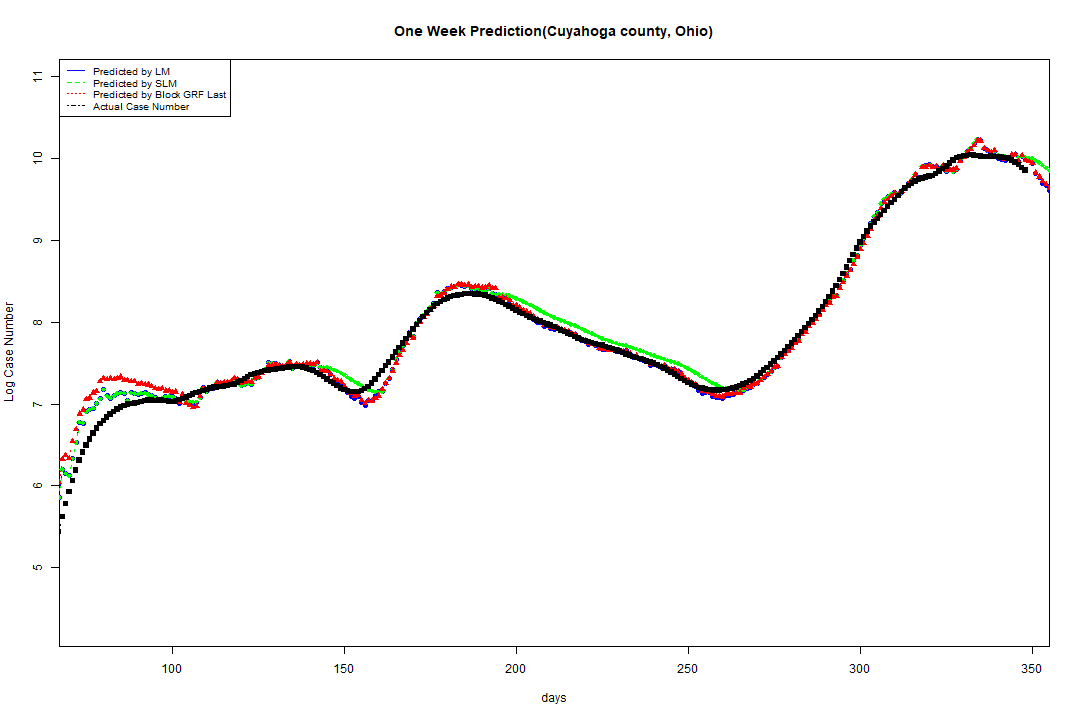 One Week Prediction(Cuyahoga county, Ohio)
Predicted by LM
Predicted by SLM
Predicted by Block GRF Last
Actual Case Number
11
10
9
8
7
6
5
Log Case Number
100 150 200 250 300 350
days